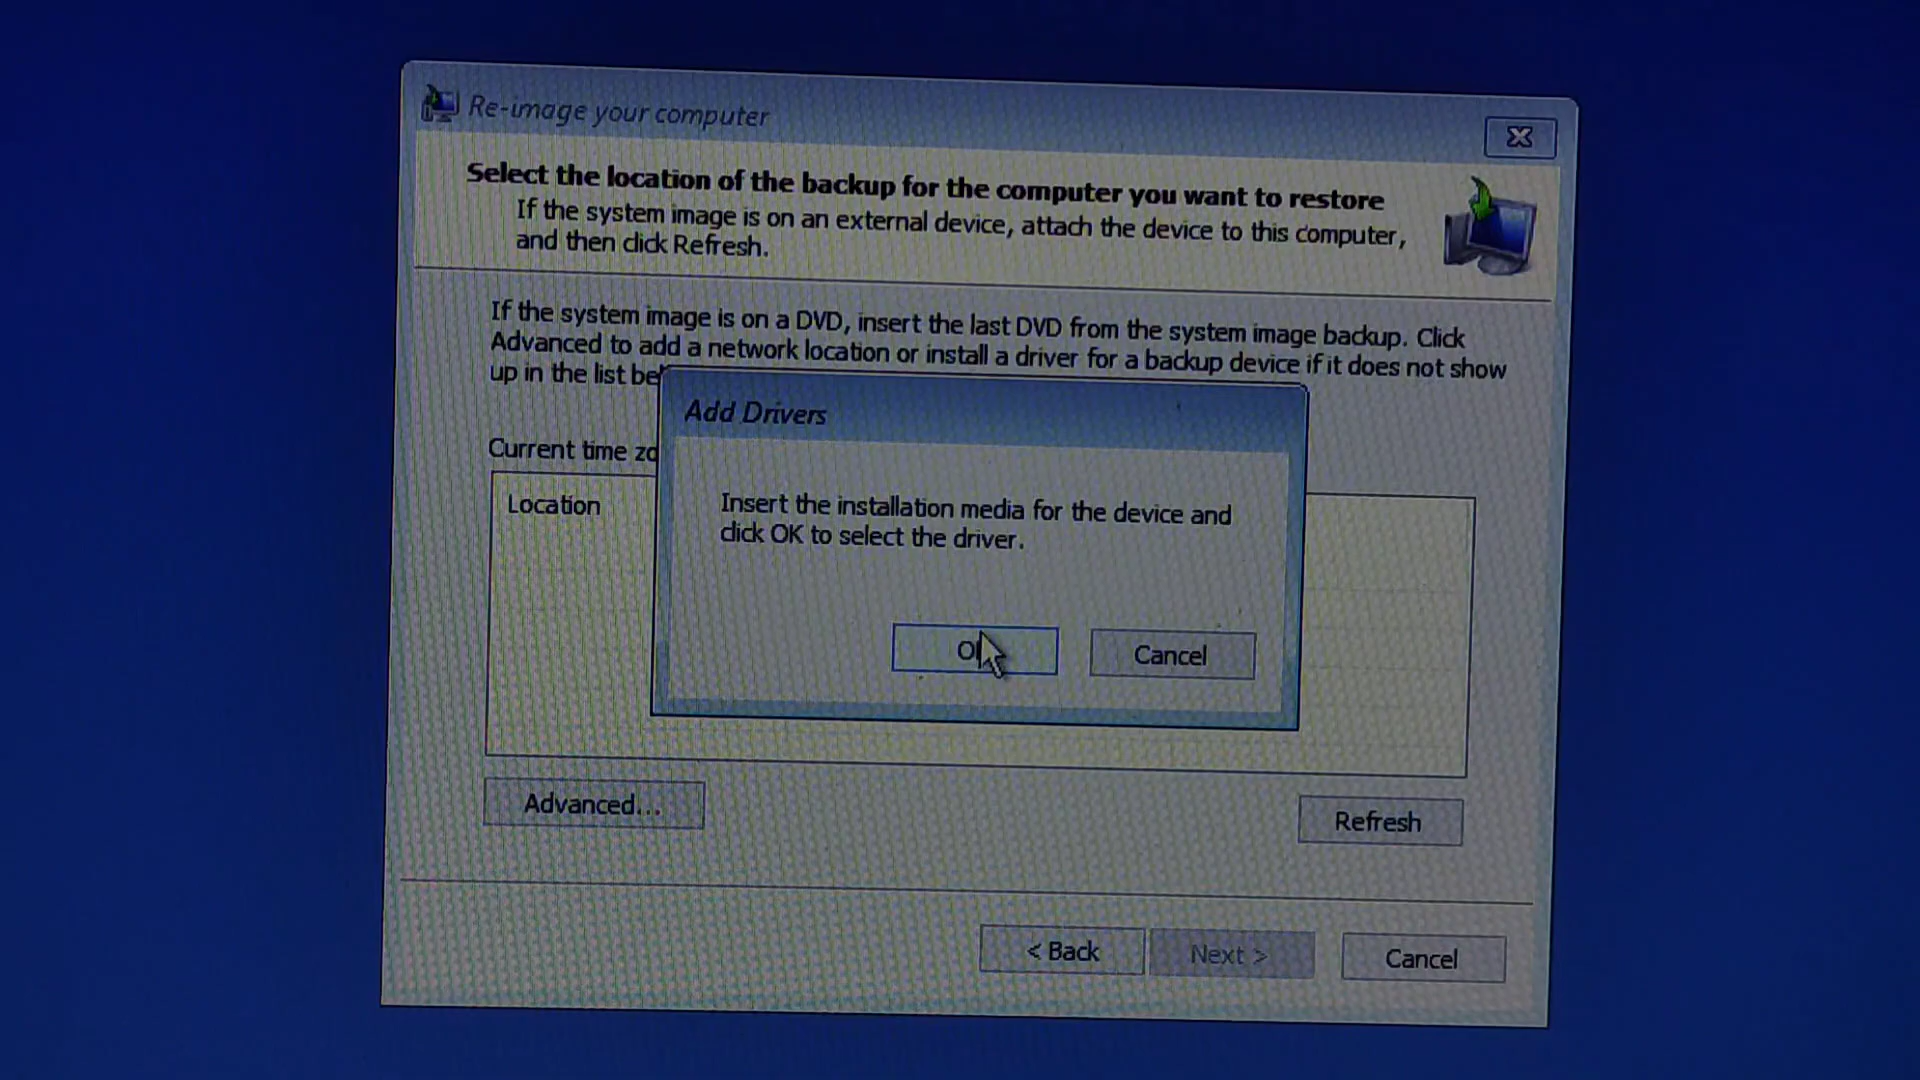 Re-image your computer
Select the location of the backup for the computer you want to restore
If the system image is on an external device, attach the device to this computer,
and then click Refresh.
If the system image is on a DVD, insert the last DVD from the system image backup. Click
Advanced to add a network location or install a driver for a backup device if it does not show
up in the list
Current time
Location
Add Drivers
Insert the installation media for the device and
click OK to select the driver.
Cancel
Advanced...
Refresh
< Back
Next >
Cancel